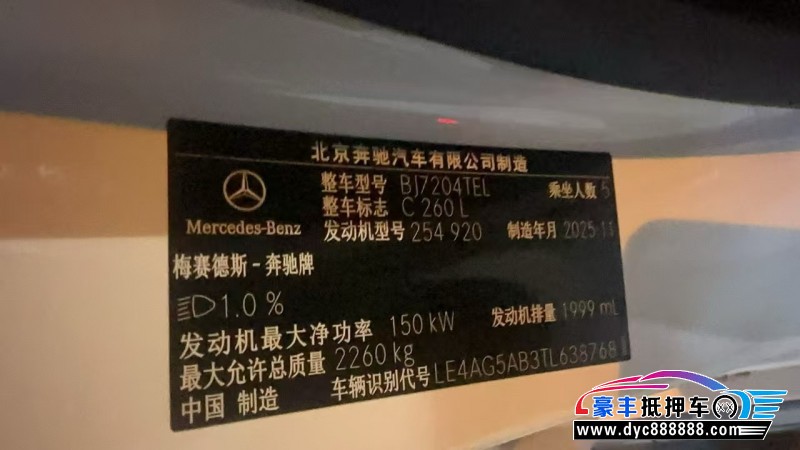 北京奔驰汽车有限公司制造
整车型号 BJ7204TEL 乘坐人数 5
整车标志 C 260 L
Mercedes-Benz 发动机型号 254 920 制造年月 2025·11
梅赛德斯-奔驰牌
1.0 %
发动机最大净功率 150 kW 发动机排量 1999 mL
最大允许总质量 2260 kg
中国 制造 车辆识别代号 LE4AG5AB3TL638768
豪丰抵押车
www.dyc888888.com